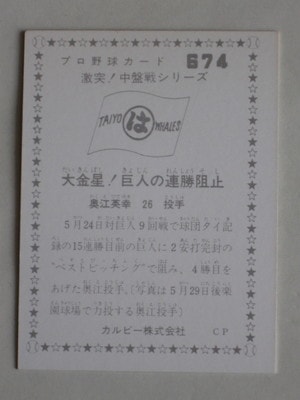 プロ野球カード 674
激突!中盤戦シリーズ
TAIYO は WHALES
大金星!巨人の連勝阻止
奥江英幸 26 投手
5月24日対巨人9回戦で球団タイ記
録の15連勝目前の巨人に2安打完封の
"ベストピッチング"で阻み、4勝目を
あげた奥江投手。(写真は5月29日後楽
園球場で力投する奥江投手)
カルビー株式会社 CP